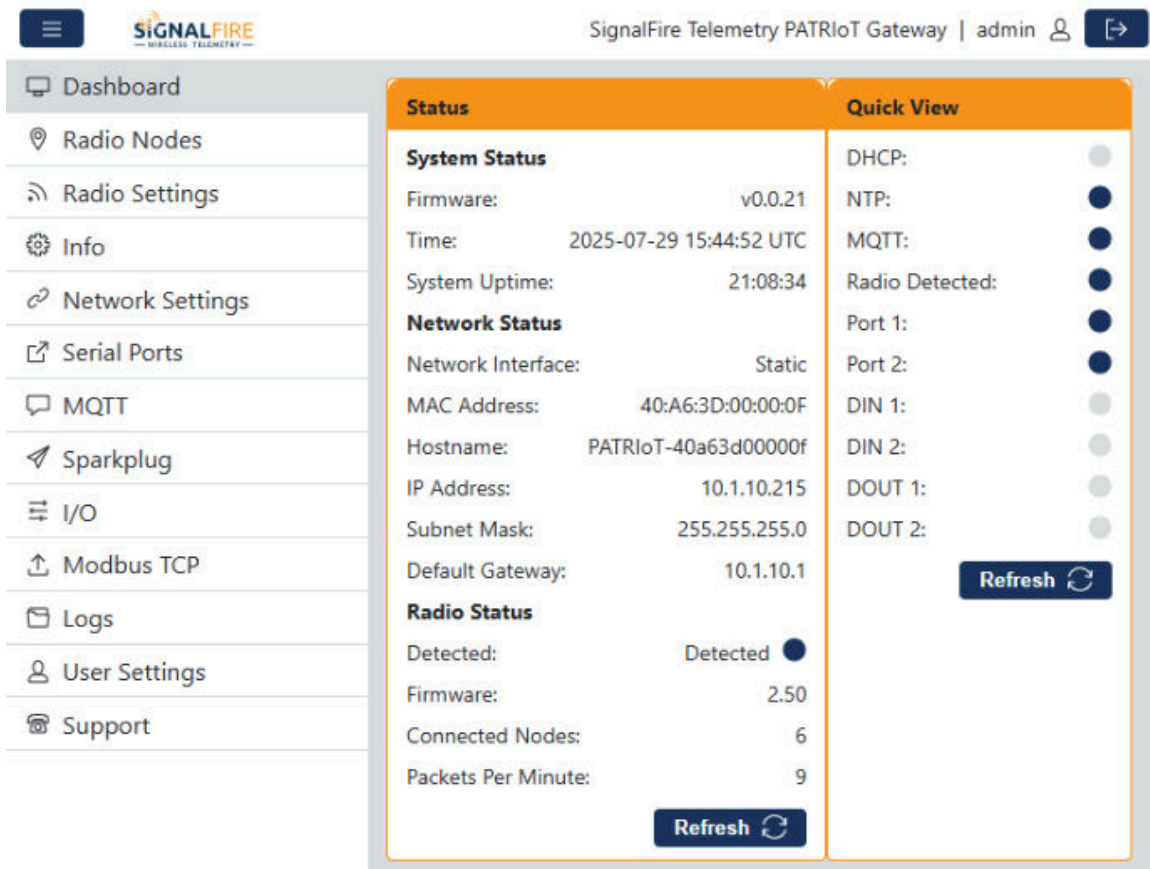 SIGNALFIRE
WIRELESS TELEMETRY
SignalFire Telemetry PATRIoT Gateway | admin
Dashboard
Radio Nodes
Radio Settings
Info
Network Settings
Serial Ports
MQTT
Sparkplug
I/O
Modbus TCP
Logs
User Settings
Support
Status
System Status
Firmware: v0.0.21
Time: 2025-07-29 15:44:52 UTC
System Uptime: 21:08:34
Network Status
Network Interface: Static
MAC Address: 40:A6:3D:00:00:0F
Hostname: PATRIoT-40a63d00000f
IP Address: 10.1.10.215
Subnet Mask: 255.255.255.0
Default Gateway: 10.1.10.1
Radio Status
Detected: Detected
Firmware: 2.50
Connected Nodes: 6
Packets Per Minute: 9
Refresh
Quick View
DHCP:
NTP:
MQTT:
Radio Detected:
Port 1:
Port 2:
DIN 1:
DIN 2:
DOUT 1:
DOUT 2:
Refresh